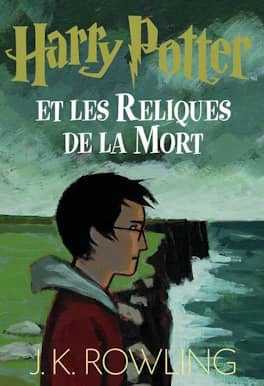 Harry Potter
ET LES RELIQUES
DE LA MORT
J. K. ROWLING